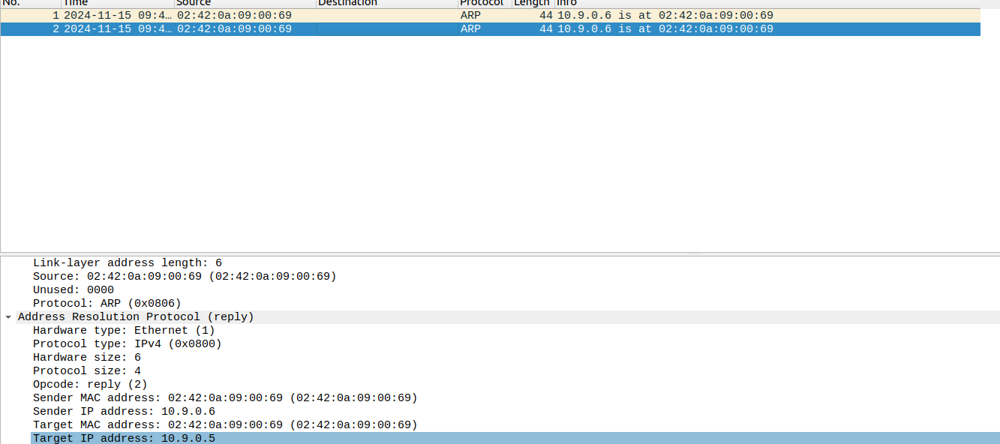 No. Time Source Destination Protocol Length Info
1 2024-11-15 09:4… 02:42:0a:09:00:69 ARP 44 10.9.0.6 is at 02:42:0a:09:00:69
2 2024-11-15 09:4… 02:42:0a:09:00:69 ARP 44 10.9.0.6 is at 02:42:0a:09:00:69
Link-layer address length: 6
Source: 02:42:0a:09:00:69 (02:42:0a:09:00:69)
Unused: 0000
Protocol: ARP (0x0806)
Address Resolution Protocol (reply)
Hardware type: Ethernet (1)
Protocol type: IPv4 (0x0800)
Hardware size: 6
Protocol size: 4
Opcode: reply (2)
Sender MAC address: 02:42:0a:09:00:69 (02:42:0a:09:00:69)
Sender IP address: 10.9.0.6
Target MAC address: 02:42:0a:09:00:69 (02:42:0a:09:00:69)
Target IP address: 10.9.0.5